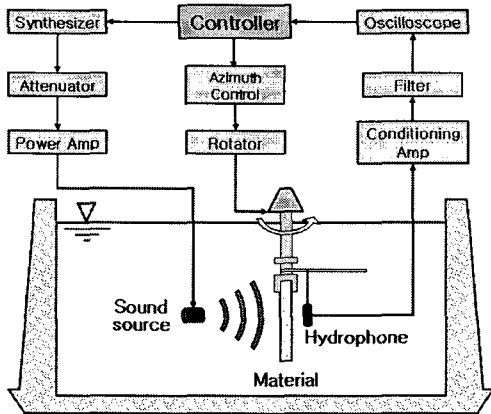 Synthesizer
Controller
Oscilloscope
Attenuator
Azimuth
Control
Filter
Power Amp
Rotator
Conditioning
Amp
Sound
source
Hydrophone
Material